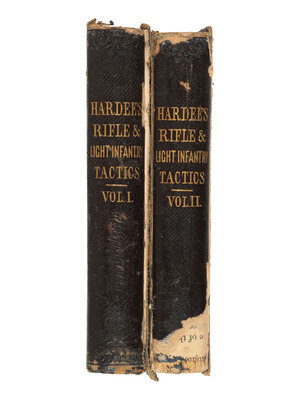 HARDEE'S
RIFLE &
LIGHT INFANTRY
TACTICS
VOL. I.
HARDEE'S
RIFLE &
LIGHT INFANTRY
TACTICS
VOL. II.